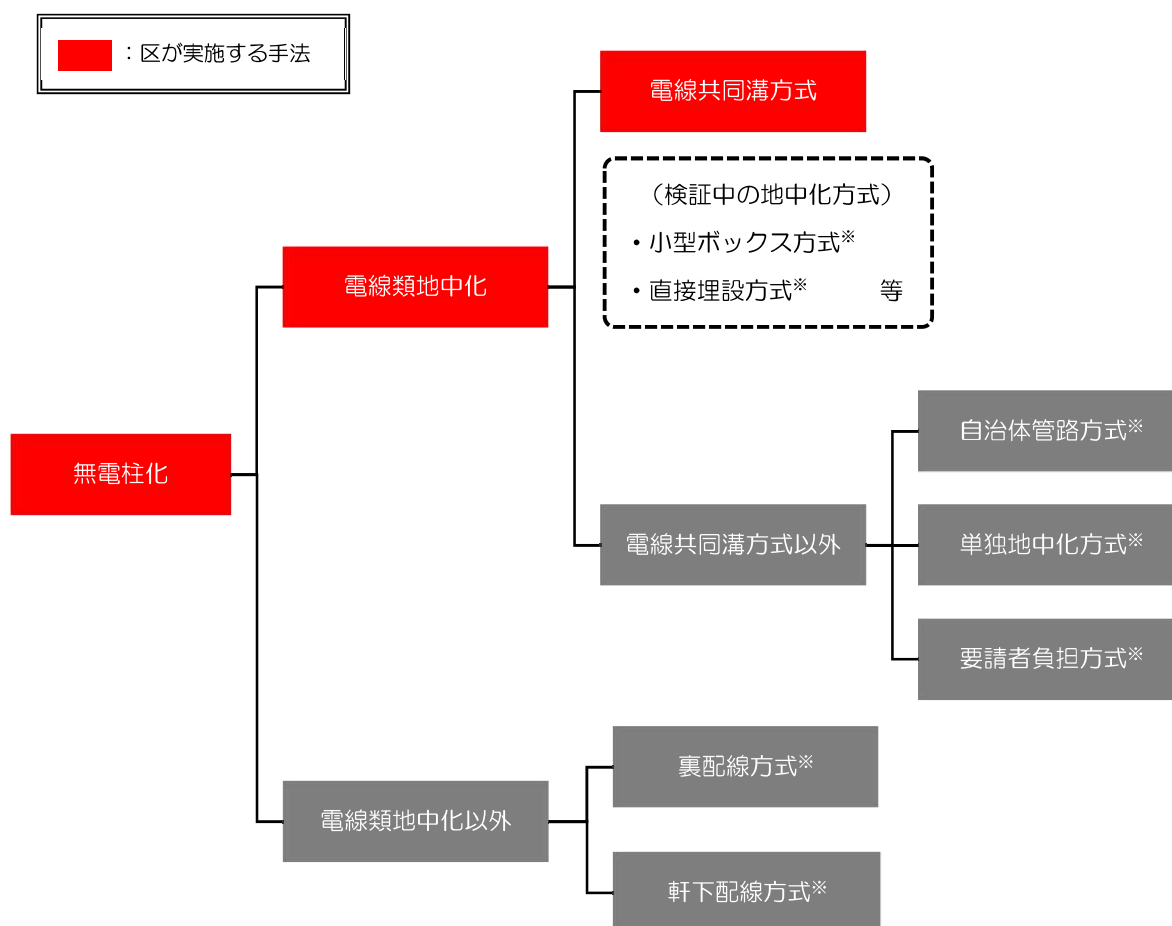 ：区が実施する手法
電線共同溝方式
（検証中の地中化方式）
・小型ボックス方式※
・直接埋設方式※ 等
電線類地中化
自治体管路方式※
無電柱化
電線共同溝方式以外
単独地中化方式※
要請者負担方式※
裏配線方式※
電線類地中化以外
軒下配線方式※